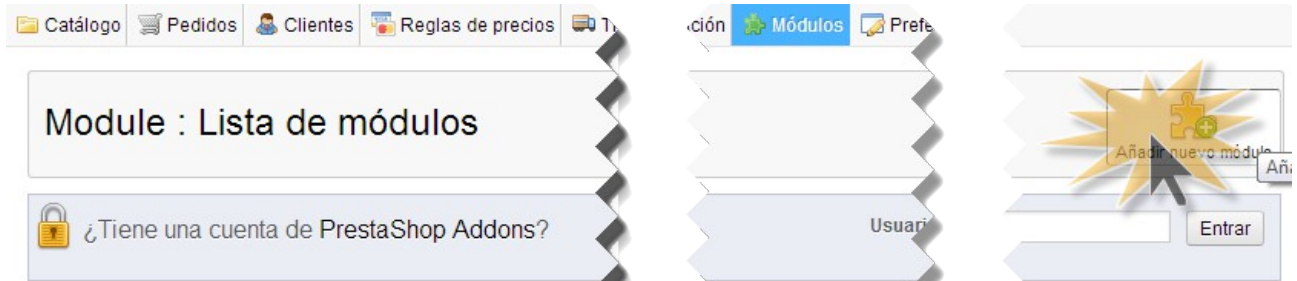 Catálogo Pedidos Clientes Reglas de precios ción Módulos Prefe
Module : Lista de módulos
Añadir nuevo módulo
Aña
¿Tiene una cuenta de PrestaShop Addons? Usuari Entrar